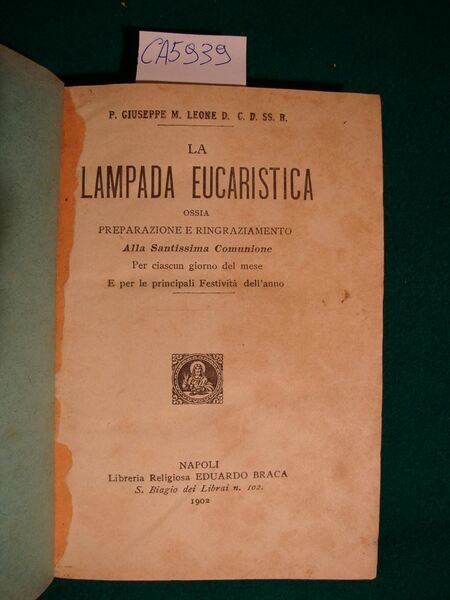 CA5939
P. GIUSEPPE M. LEONE D. C. D. SS. R.
LA
LAMPADA EUCARISTICA
OSSIA
PREPARAZIONE E RINGRAZIAMENTO
Alla Santissima Comunione
Per ciascun giorno del mese
E per le principali Festività dell'anno
NAPOLI
Libreria Religiosa EDUARDO BRACA
S. Biagio dei Librai n. 102.
1902